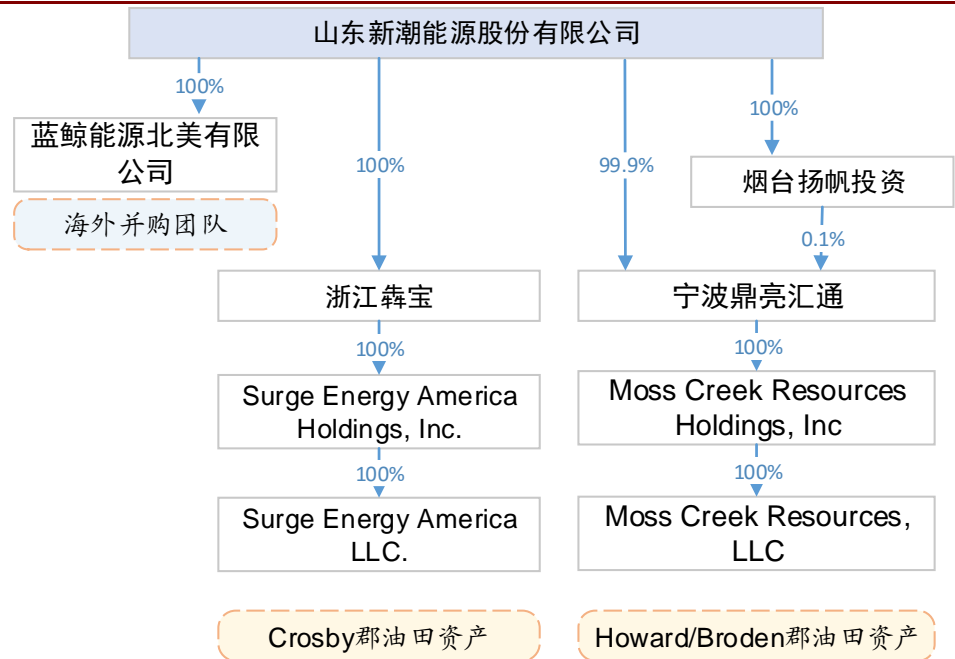 山东新潮能源股份有限公司
100%
100%
蓝鲸能源北美有限
公司
100%
99.9%
烟台扬帆投资
海外并购团队
0.1%
浙江犇宝
宁波鼎亮汇通
100%
100%
Surge Energy America
Holdings, Inc.
Moss Creek Resources
Holdings, Inc
100%
100%
Surge Energy America
LLC.
Moss Creek Resources,
LLC
Crosby郡油田资产
Howard/Broden郡油田资产